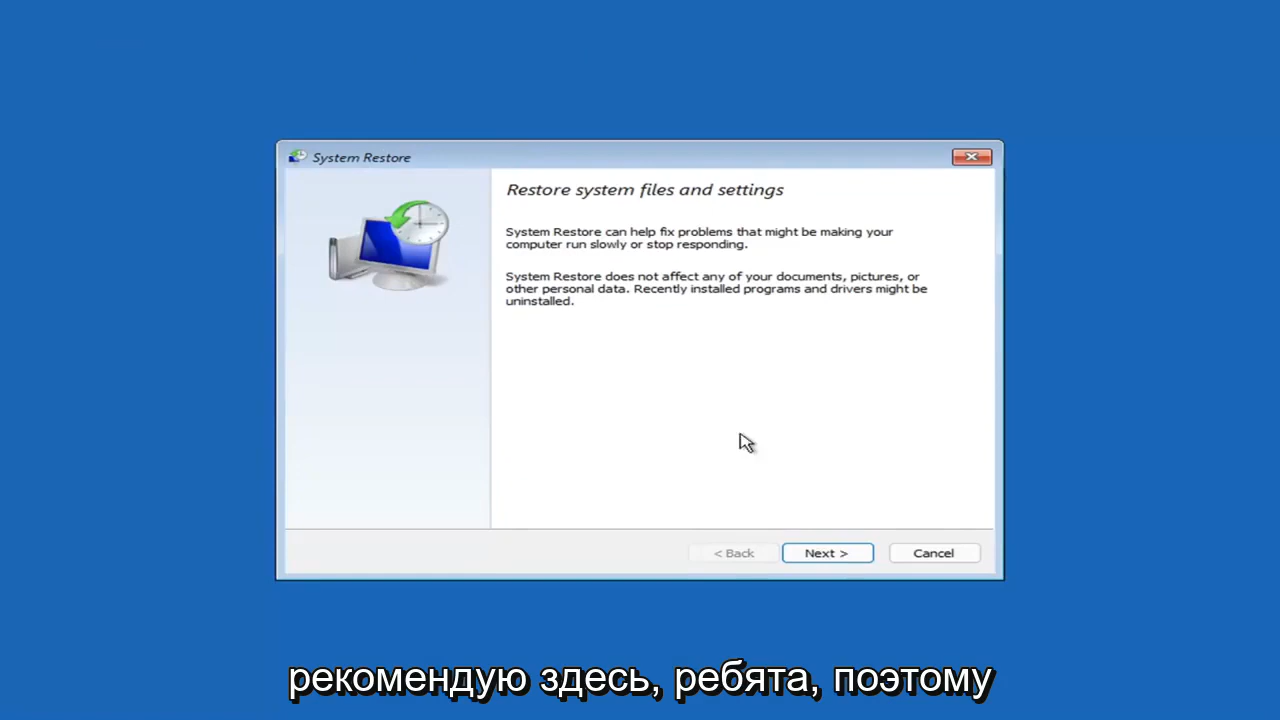 System Restore
Restore system files and settings
System Restore can help fix problems that might be making your
computer run slowly or stop responding.
System Restore does not affect any of your documents, pictures, or
other personal data. Recently installed programs and drivers might be
uninstalled.
< Back
Next >
Cancel
рекомендую здесь, ребята, поэтому